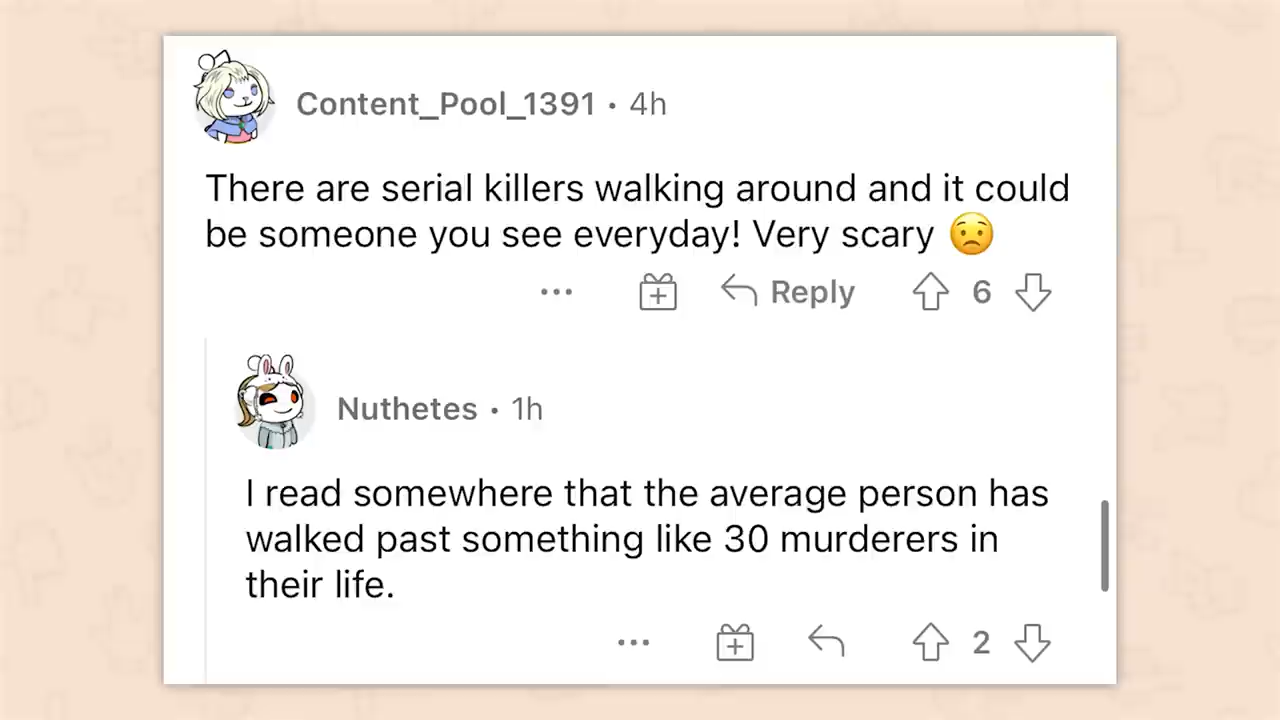 Content_Pool_1391 · 4h
There are serial killers walking around and it could
be someone you see everyday! Very scary 😟
Reply 6
Nuthetes · 1h
I read somewhere that the average person has
walked past something like 30 murderers in
their life.
2